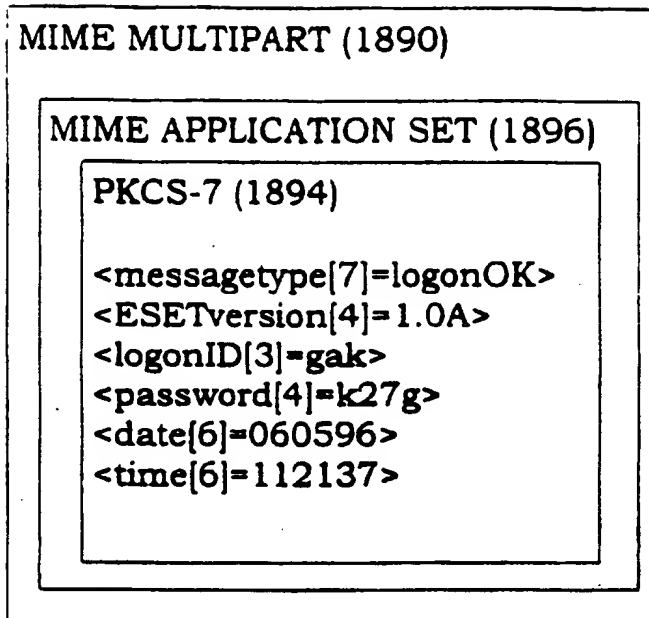 MIME MULTIPART (1890)
MIME APPLICATION SET (1896)
PKCS-7 (1894)
<messagetype[7]=logonOK>
<ESETversion[4]=1.0A>
<logonID[3]=gak>
<password[4]=k27g>
<date[6]=060596>
<time[6]=112137>